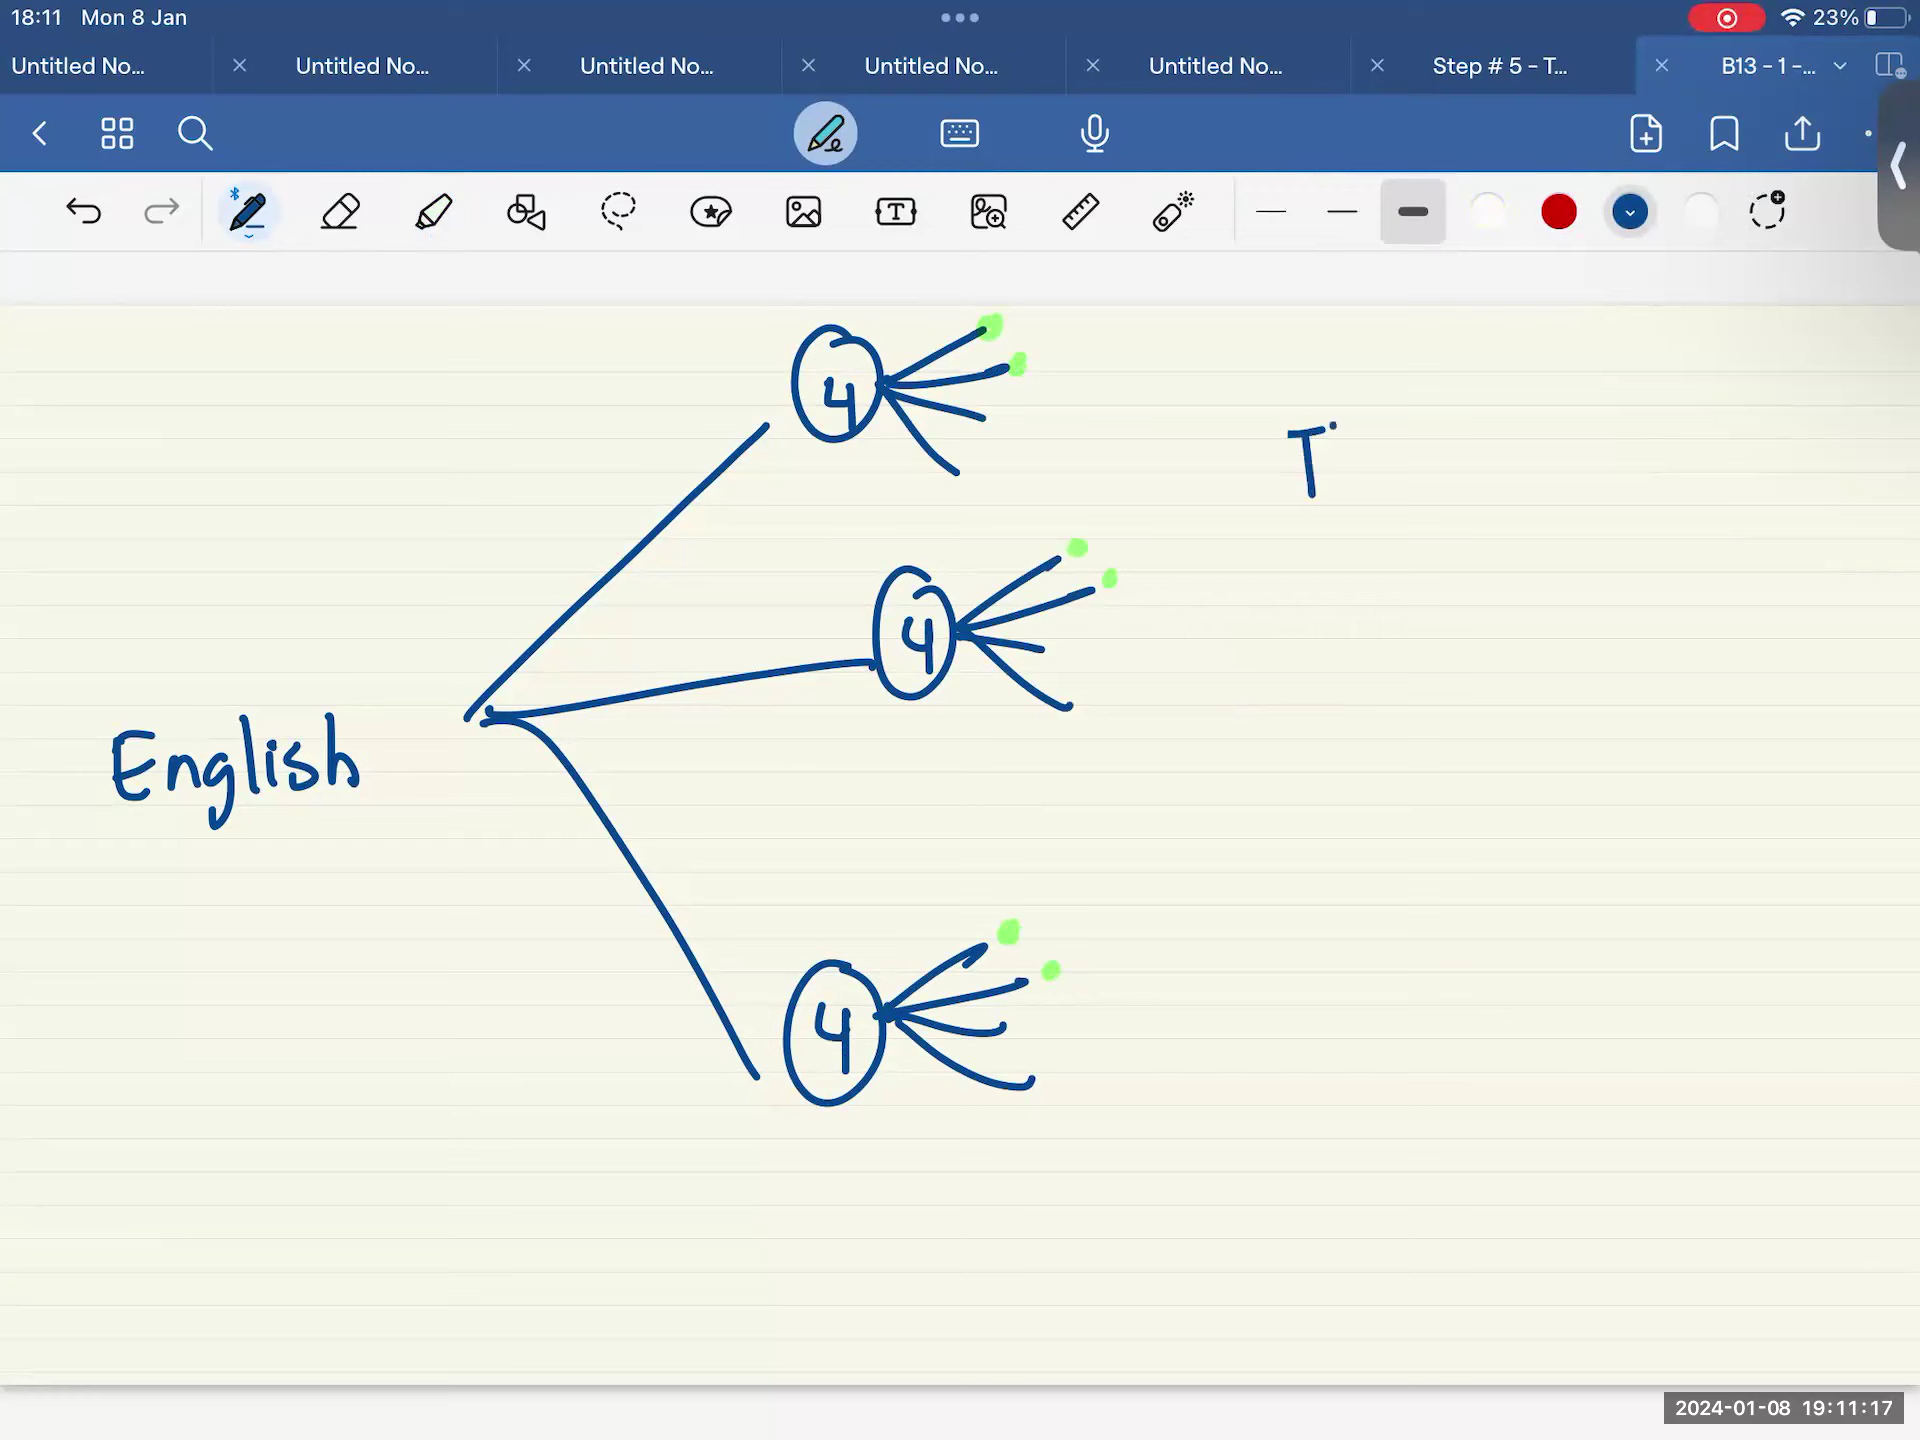 18:11 Mon 8 Jan
23%
Untitled No... Untitled No... Untitled No... Untitled No... Untitled No... Step # 5 - T... B13 - 1 -...
4
T
4
English
4
2024-01-08 19:11:17